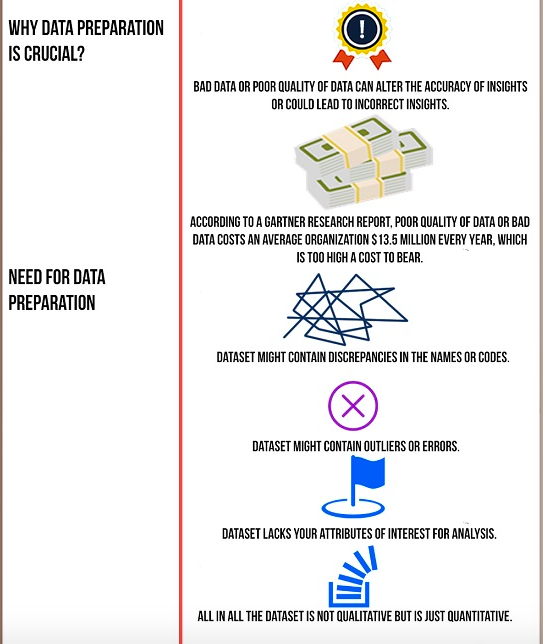 WHY DATA PREPARATION
IS CRUCIAL?
!
BAD DATA OR POOR QUALITY OF DATA CAN ALTER THE ACCURACY OF INSIGHTS
OR COULD LEAD TO INCORRECT INSIGHTS.
ACCORDING TO A GARTNER RESEARCH REPORT, POOR QUALITY OF DATA OR BAD
DATA COSTS AN AVERAGE ORGANIZATION $13.5 MILLION EVERY YEAR, WHICH
IS TOO HIGH A COST TO BEAR.
NEED FOR DATA
PREPARATION
DATASET MIGHT CONTAIN DISCREPANCIES IN THE NAMES OR CODES.
DATASET MIGHT CONTAIN OUTLIERS OR ERRORS.
DATASET LACKS YOUR ATTRIBUTES OF INTEREST FOR ANALYSIS.
ALL IN ALL THE DATASET IS NOT QUALITATIVE BUT IS JUST QUANTITATIVE.